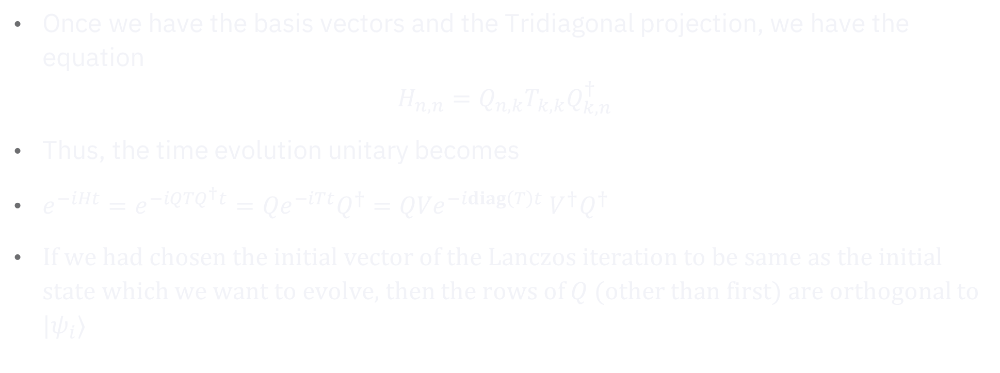 • Once we have the basis vectors and the Tridiagonal projection, we have the
equation
$H_{n,n} = Q_{n,k} T_{k,k} Q^{\dagger}_{k,n}$
• Thus, the time evolution unitary becomes
• $e^{-iHt} = e^{-iQTQ^{\dagger}t} = Qe^{-iTt}Q^{\dagger} = QVe^{-i\mathbf{diag}(T)t} V^{\dagger}Q^{\dagger}$
• If we had chosen the initial vector of the Lanczos iteration to be same as the initial
state which we want to evolve, then the rows of $Q$ (other than first) are orthogonal to
$|\psi_i\rangle$